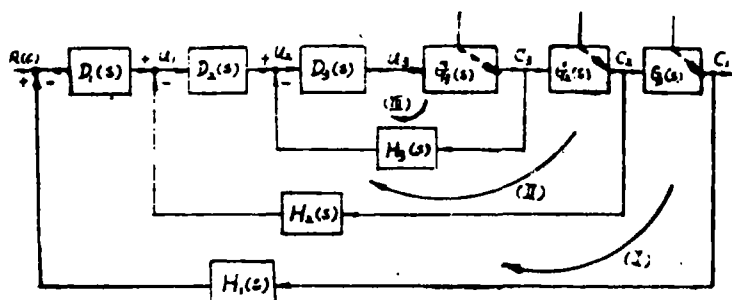 R(s)
+ -
D₁(s)
+ u₁
-
D₂(s)
+ u₂
-
D₃(s)
u₃
(s)
C₃
(s)
C₂
(s)
C₁
(III)
H₃(s)
(II)
H₂(s)
(I)
H₁(s)